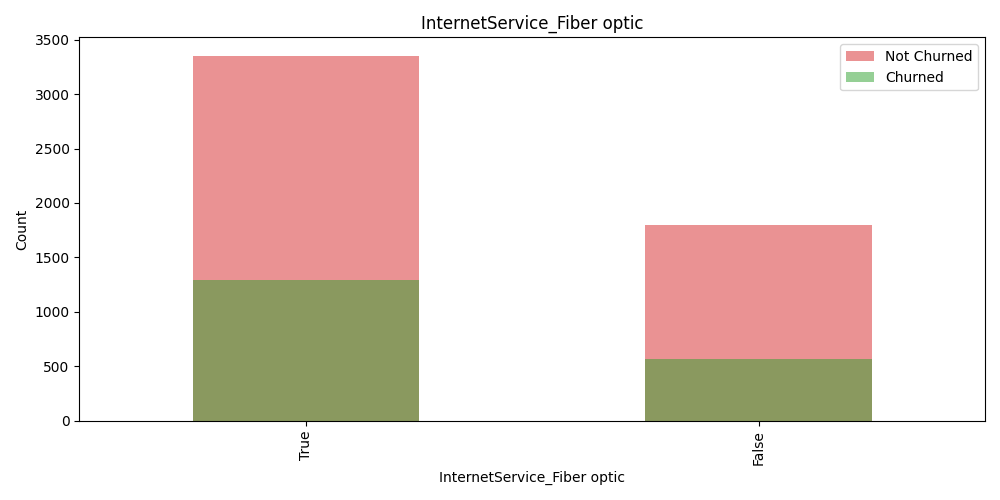 InternetService_Fiber optic
3500
3000
2500
2000
1500
1000
500
0
Count
Not Churned
Churned
True
False
InternetService_Fiber optic